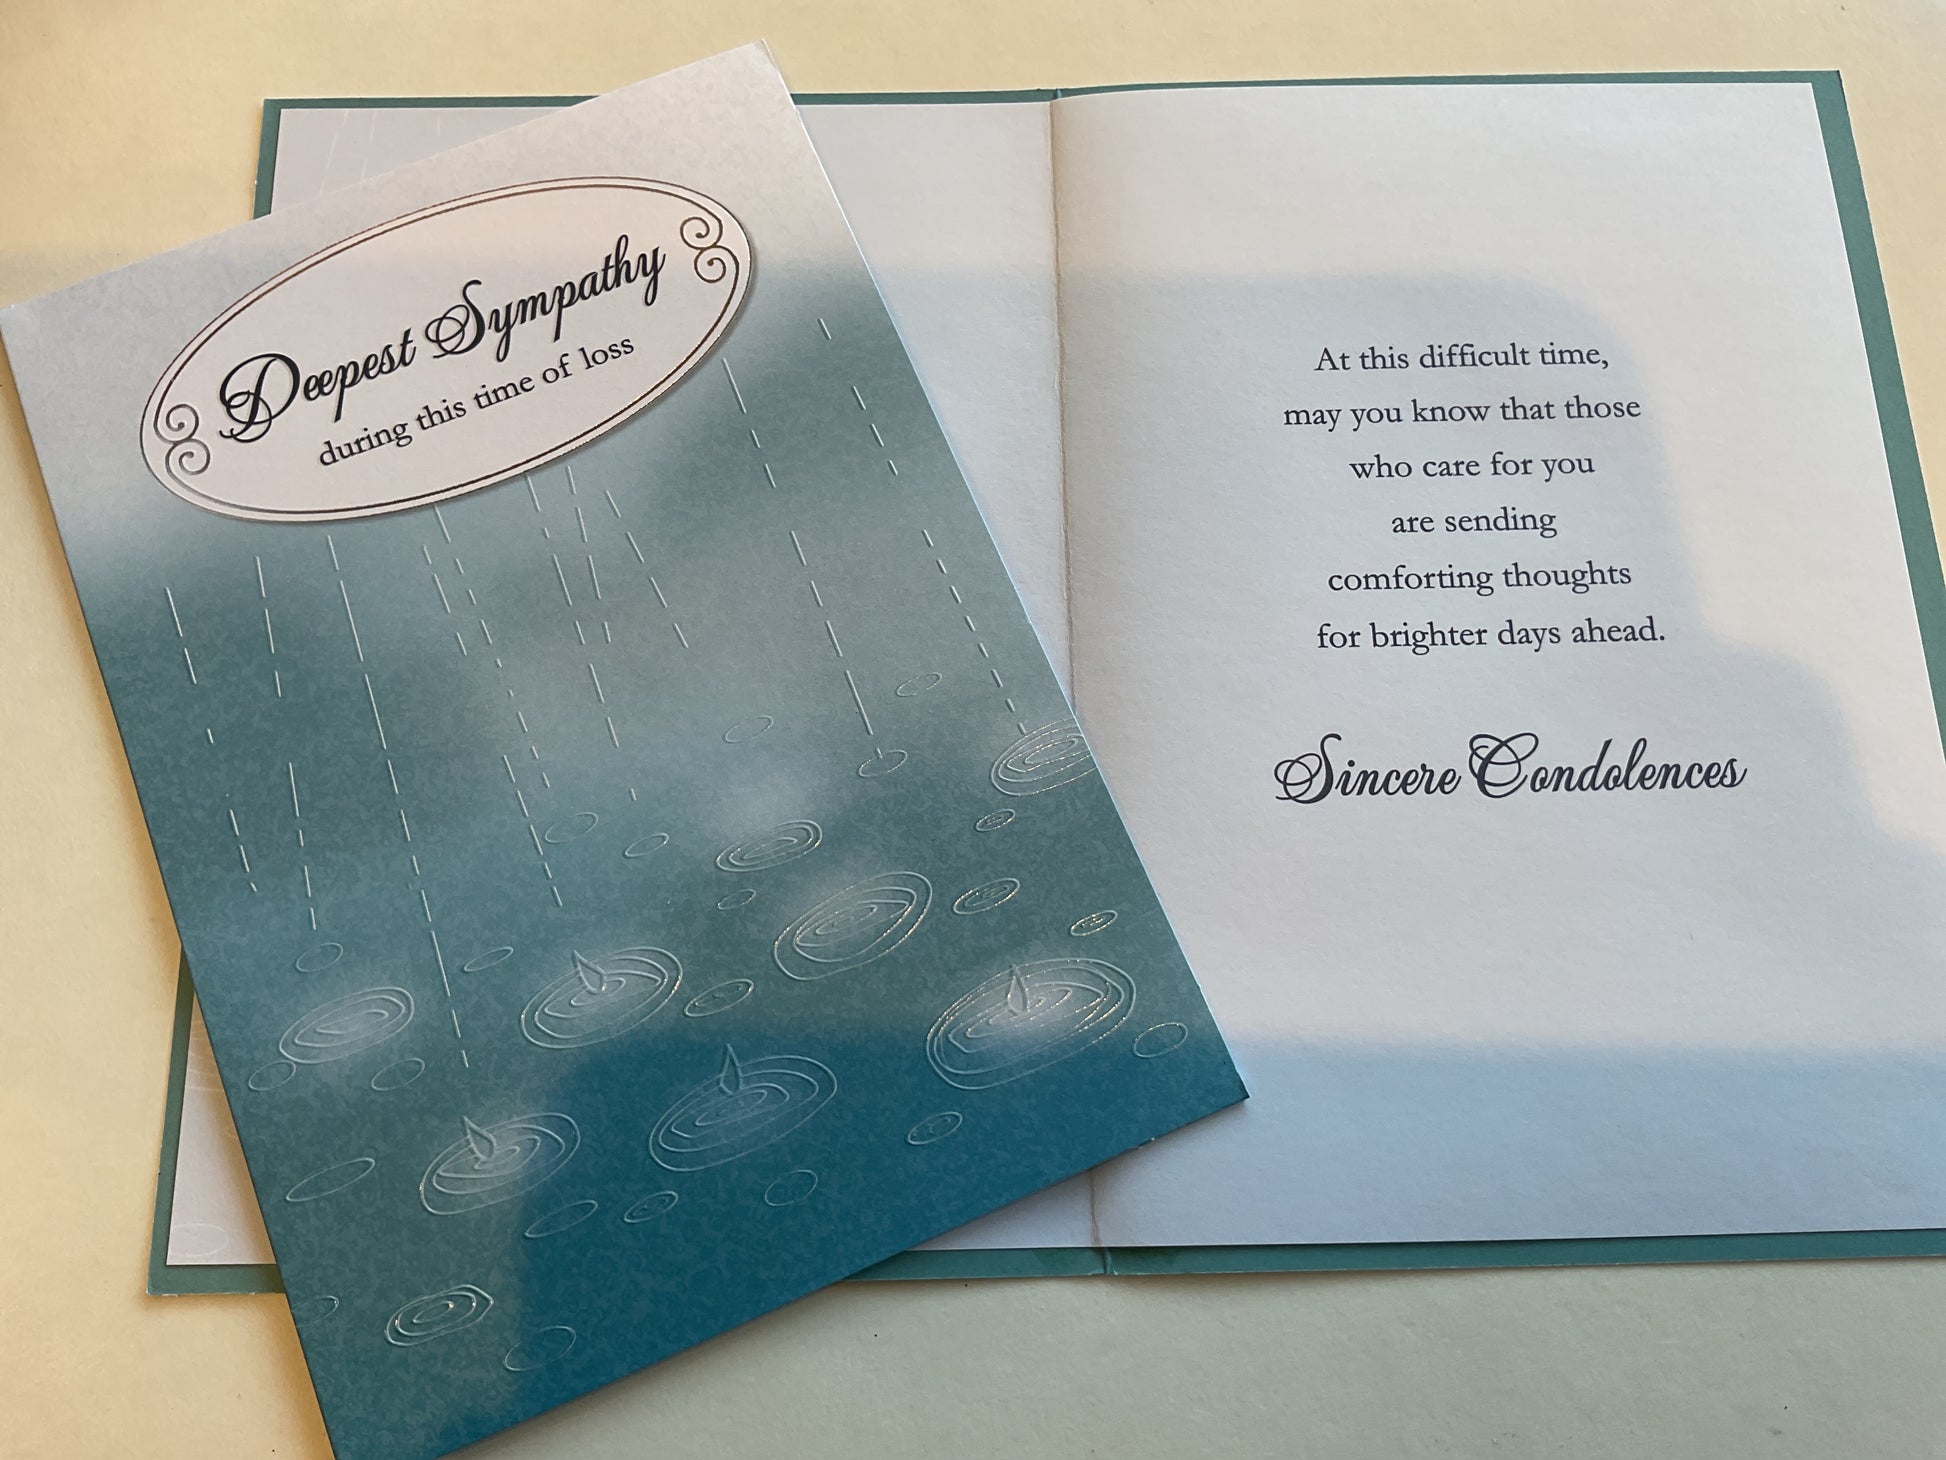 Deepest Sympathy
during this time of loss
At this difficult time,
may you know that those
who care for you
are sending
comforting thoughts
for brighter days ahead.
Sincere Condolences